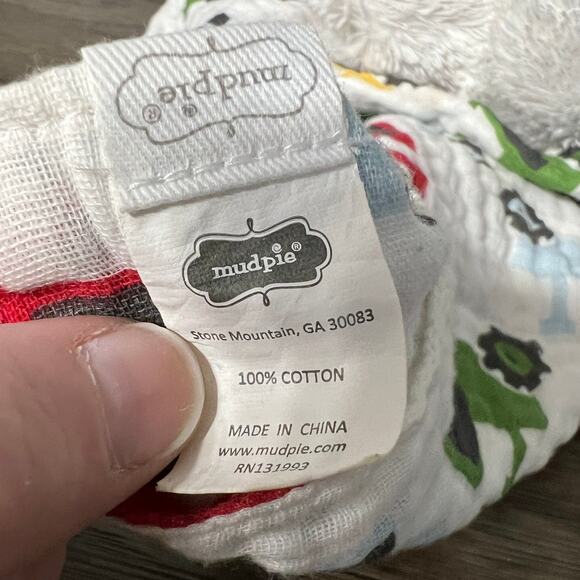 mudpie®
mudpie®
Stone Mountain, GA 30083
100% COTTON
MADE IN CHINA
www.mudpie.com
RN131993